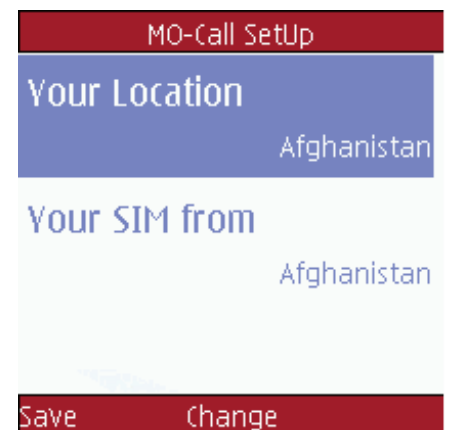 MO-Call SetUp
Your Location
Afghanistan
Your SIM from
Afghanistan
Save Change